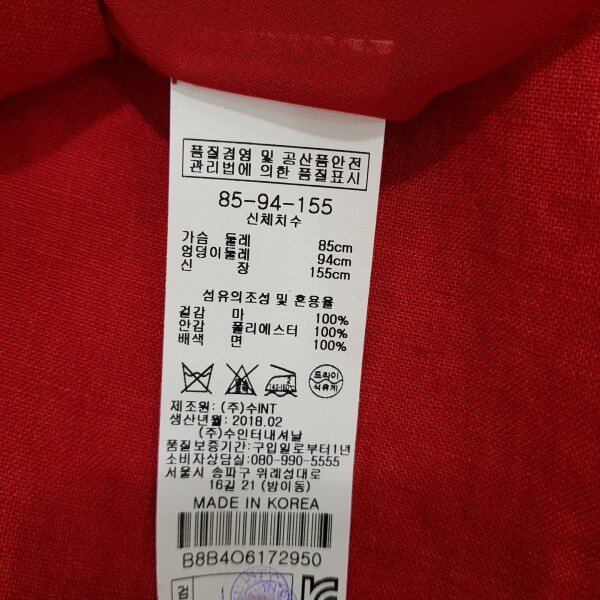 품질경영 및 공산품안전
관리법에 의한 품질표시
85-94-155
신체치수
가슴 둘레 85cm
엉덩이둘레 94cm
신 장 155cm
섬유의조성 및 혼용율
겉감 마 100%
안감 폴리에스터 100%
배색 면 100%
드라이
석유계
제조원: (주)수INT
생산년월: 2018.02
(주)수인터내셔날
품질보증기간: 구입일로부터1년
소비자상담실: 080-990-5555
서울시 송파구 위례성대로
16길 21 (방이동)
MADE IN KOREA
B8B4O6172950